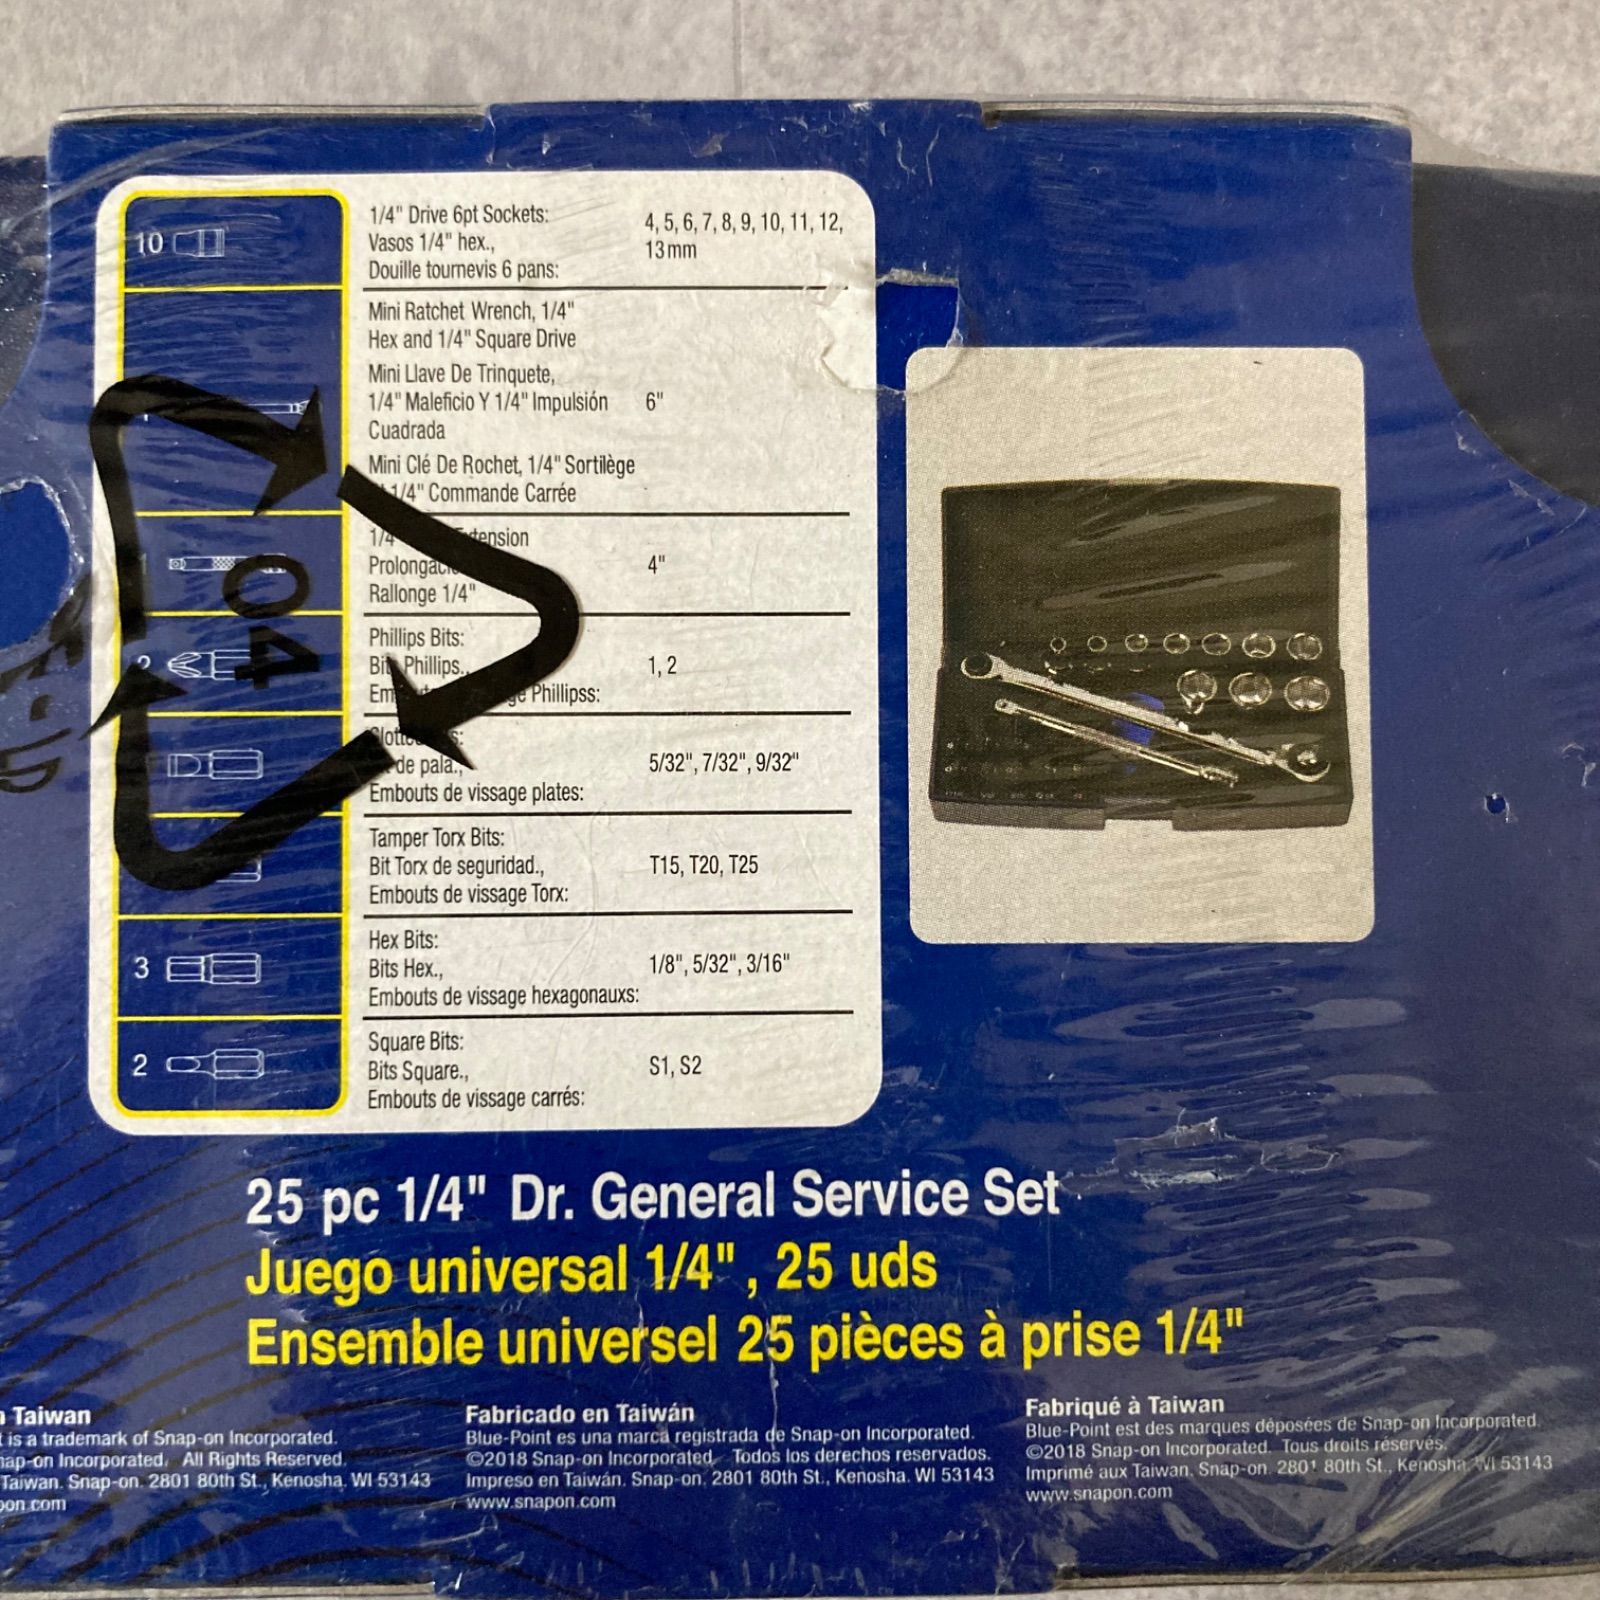 10
1/4" Drive 6pt Sockets:
Vasos 1/4" hex.,
Douille tournevis 6 pans:
4, 5, 6, 7, 8, 9, 10, 11, 12,
13mm
Mini Ratchet Wrench, 1/4"
Hex and 1/4" Square Drive
Mini Llave De Trinquete,
1/4" Maleficio Y 1/4" Impulsión
Cuadrada
6"
Mini Clé De Rochet, 1/4" Sortilège
1/4" Commande Carrée
Rallonge 1/4"
4"
2
Phillips Bits:
Phillips.,
Phillipss:
1, 2
de pala.,
Embouts de vissage plates:
5/32", 7/32", 9/32"
Tamper Torx Bits:
Bit Torx de seguridad.,
Embouts de vissage Torx:
T15, T20, T25
3
Hex Bits:
Bits Hex.,
Embouts de vissage hexagonauxs:
1/8", 5/32", 3/16"
2
Square Bits:
Bits Square.,
Embouts de vissage carrés:
S1, S2
04
25 pc 1/4" Dr. General Service Set
Juego universal 1/4" , 25 uds
Ensemble universel 25 pièces à prise 1/4"
Taiwan
is a trademark of Snap-on Incorporated.
Incorporated. All Rights Reserved.
Taiwan. Snap-on. 2801 80th St., Kenosha, WI 53143
Fabricado en Taiwán
Blue-Point es una marca registrada de Snap-on Incorporated.
©2018 Snap-on Incorporated. Todos los derechos reservados.
Impreso en Taiwán. Snap-on. 2801 80th St., Kenosha. WI 53143
www.snapon.com
Fabriqué à Taiwan
Blue-Point est des marques déposées de Snap-on Incorporated.
©2018 Snap-on Incorporated. Tous droits réservés.
Imprimé aux Taiwan. Snap-on. 2801 80th St., Kenosha. WI 53143
www.snapon.com